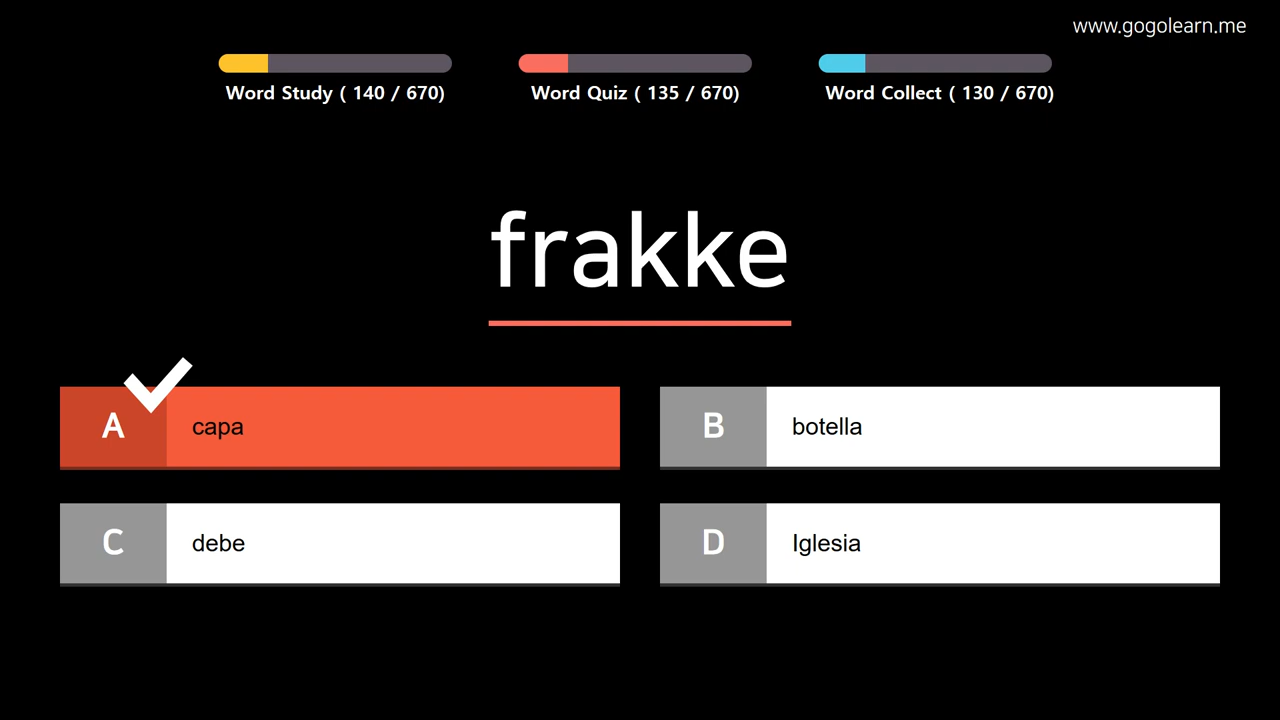 www.gogolearn.me
Word Study ( 140 / 670)
Word Quiz ( 135 / 670)
Word Collect ( 130 / 670)
frakke
A capa
B botella
C debe
D Iglesia